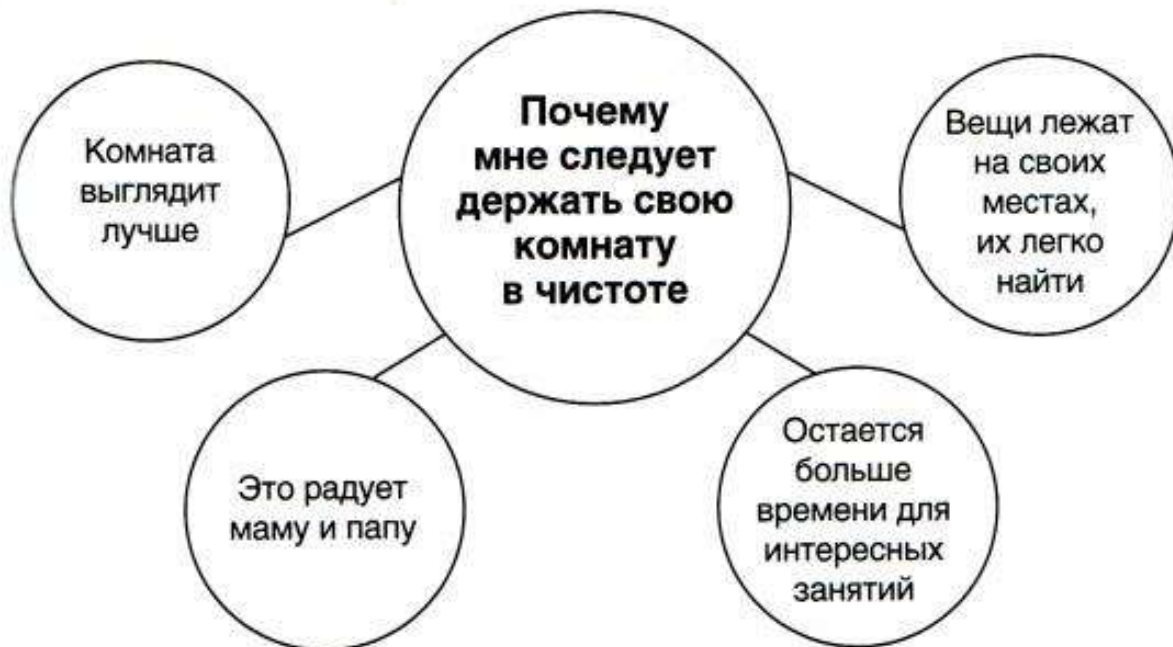 Почему
мне следует
держать свою
комнату
в чистоте
Комната
выглядит
лучше
Вещи лежат
на своих
местах,
их легко
найти
Это радует
маму и папу
Остается
больше
времени для
интересных
занятий